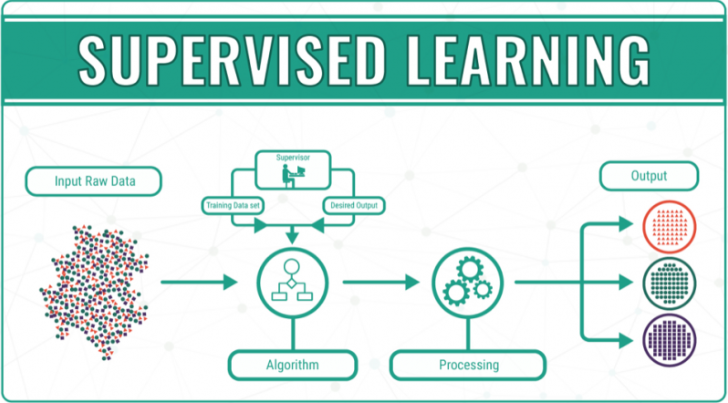 SUPERVISED LEARNING
Input Raw Data
Supervisor
Training Data set
Desired Output
Algorithm
Processing
Output